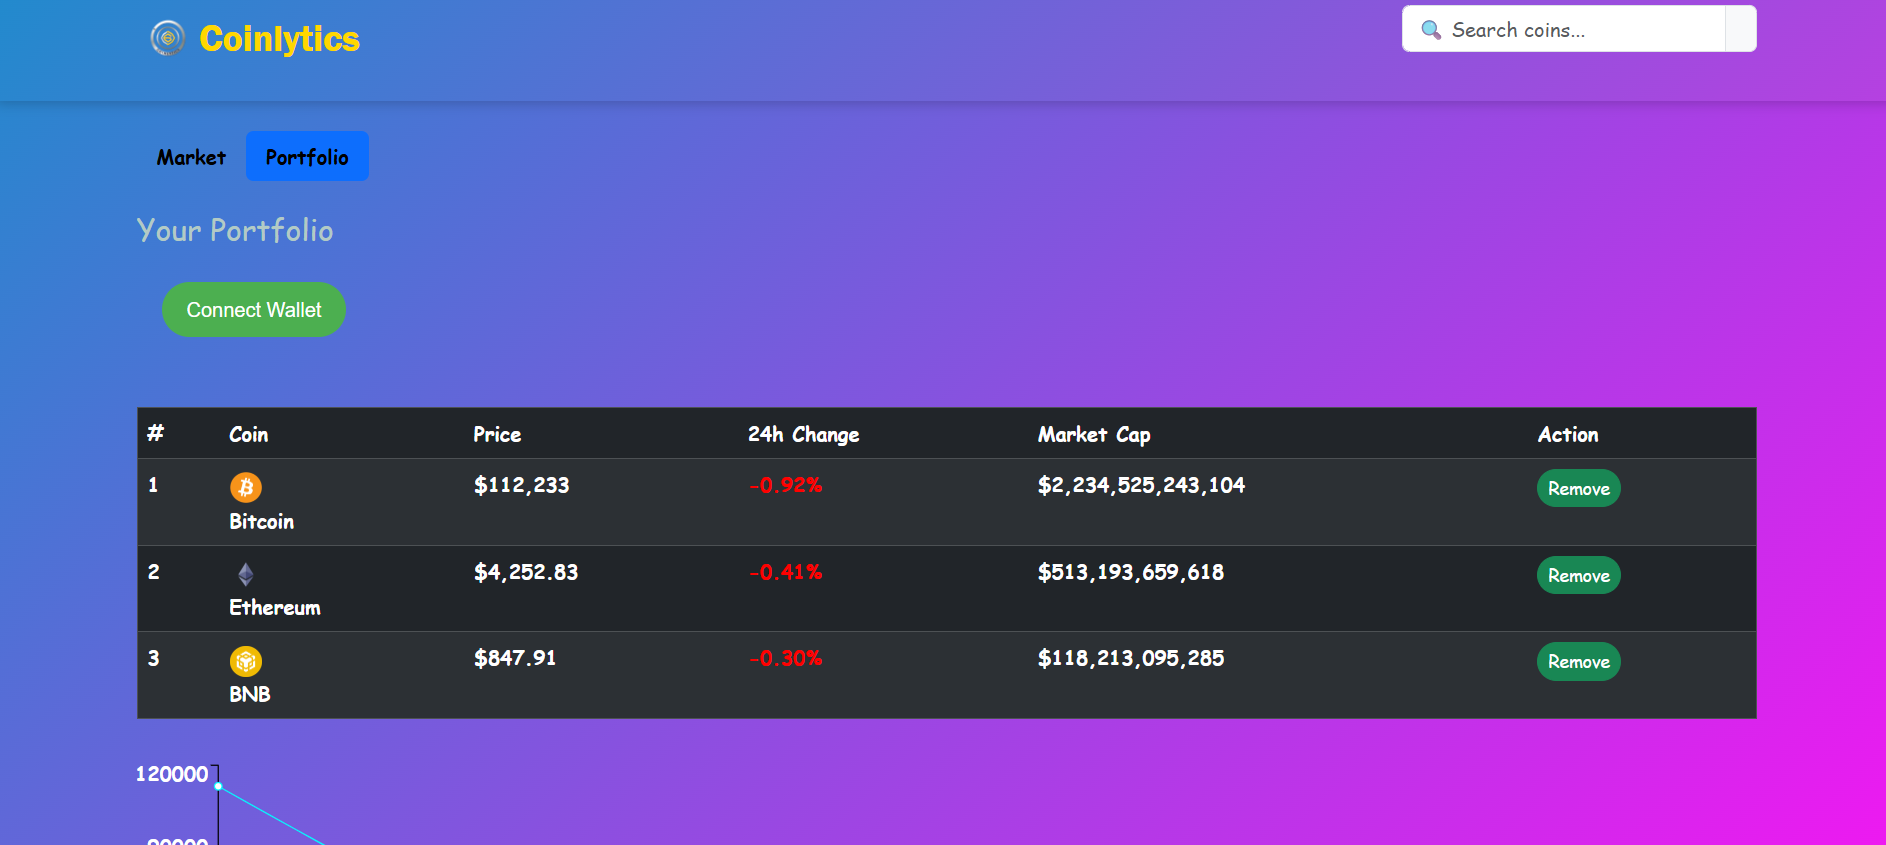 Coinlytics
🔍 Search coins...
Market Portfolio
Your Portfolio
Connect Wallet
# Coin Price 24h Change Market Cap Action
1 Bitcoin $112,233 -0.92% $2,234,525,243,104 Remove
2 Ethereum $4,252.83 -0.41% $513,193,659,618 Remove
3 BNB $847.91 -0.30% $118,213,095,285 Remove
120000